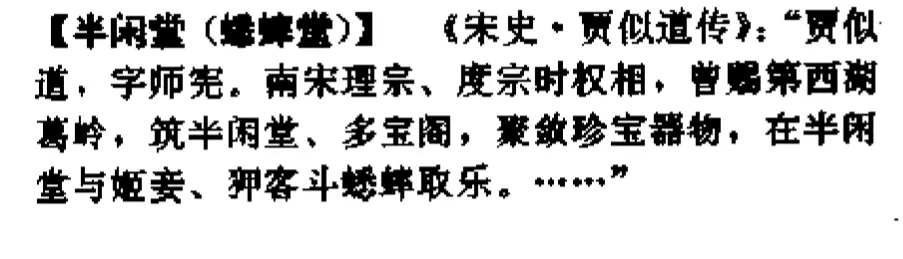 【半闲堂（蟋蟀堂）】　《宋史·贾似道传》：“贾似
道，字师宪。南宋理宗、度宗时权相，曾赐第西湖
葛岭，筑半闲堂、多宝阁，聚敛珍宝器物，在半闲
堂与姬妾、狎客斗蟋蟀取乐。……”